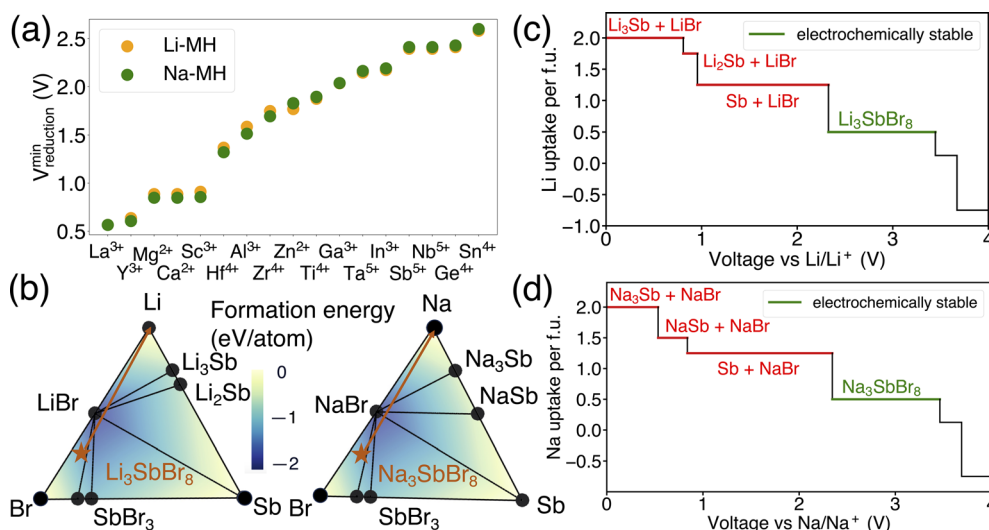 (a)
Li-MH
Na-MH
V^min_reduction (V)
2.5
2.0
1.5
1.0
0.5
La³⁺ Mg²⁺ Sc³⁺ Al³⁺ Zn²⁺ Ga³⁺ In³⁺ Nb⁵⁺ Sn⁴⁺
Y³⁺ Ca²⁺ Hf⁴⁺ Zr⁴⁺ Ti⁴⁺ Ta⁵⁺ Sb⁵⁺ Ge⁴⁺
(b)
Formation energy
(eV/atom)
0
−1
−2
Li
Li₃Sb
Li₂Sb
LiBr
Li₃SbBr₈
Br
SbBr₃
Sb
Na
Na₃Sb
NaSb
NaBr
Na₃SbBr₈
Br
SbBr₃
Sb
(c)
Li₃Sb + LiBr
electrochemically stable
Li₂Sb + LiBr
Sb + LiBr
Li₃SbBr₈
Li uptake per f.u.
2.0
1.5
1.0
0.5
0.0
−0.5
−1.0
0 1 2 3 4
Voltage vs Li/Li⁺ (V)
(d)
Na₃Sb + NaBr
electrochemically stable
NaSb + NaBr
Sb + NaBr
Na₃SbBr₈
Na uptake per f.u.
2.0
1.5
1.0
0.5
0.0
−0.5
0 1 2 3 4
Voltage vs Na/Na⁺ (V)